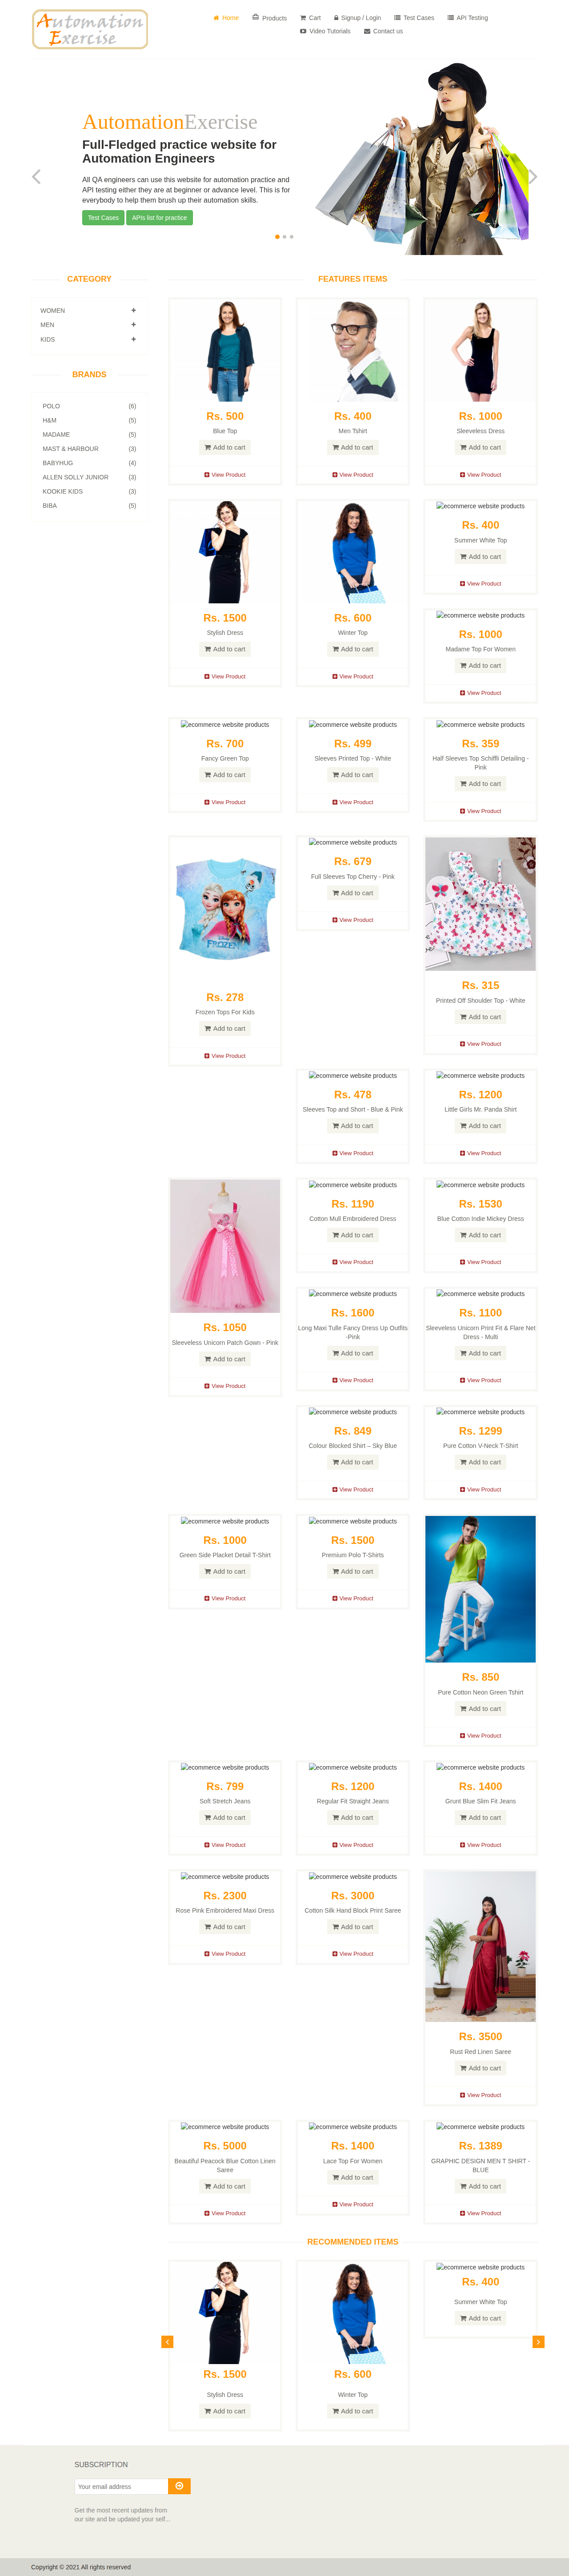 Automation
Exercise
Home
Products
Cart
Signup / Login
Test Cases
API Testing
Video Tutorials
Contact us
AutomationExercise
Full-Fledged practice website for
Automation Engineers
All QA engineers can use this website for automation practice and
API testing either they are at beginner or advance level. This is for
everybody to help them brush up their automation skills.
Test Cases
APIs list for practice
CATEGORY
WOMEN
MEN
KIDS
BRANDS
POLO (6)
H&M (5)
MADAME (5)
MAST & HARBOUR (3)
BABYHUG (4)
ALLEN SOLLY JUNIOR (3)
KOOKIE KIDS (3)
BIBA (5)
FEATURES ITEMS
Rs. 500
Blue Top
Add to cart
View Product
Rs. 400
Men Tshirt
Add to cart
View Product
Rs. 1000
Sleeveless Dress
Add to cart
View Product
Rs. 1500
Stylish Dress
Add to cart
View Product
Rs. 600
Winter Top
Add to cart
View Product
ecommerce website products
Rs. 400
Summer White Top
Add to cart
View Product
ecommerce website products
Rs. 1000
Madame Top For Women
Add to cart
View Product
ecommerce website products
Rs. 700
Fancy Green Top
Add to cart
View Product
ecommerce website products
Rs. 499
Sleeves Printed Top - White
Add to cart
View Product
ecommerce website products
Rs. 359
Half Sleeves Top Schiffli Detailing -
Pink
Add to cart
View Product
FROZEN
Rs. 278
Frozen Tops For Kids
Add to cart
View Product
ecommerce website products
Rs. 679
Full Sleeves Top Cherry - Pink
Add to cart
View Product
Rs. 315
Printed Off Shoulder Top - White
Add to cart
View Product
ecommerce website products
Rs. 478
Sleeves Top and Short - Blue & Pink
Add to cart
View Product
ecommerce website products
Rs. 1200
Little Girls Mr. Panda Shirt
Add to cart
View Product
Rs. 1050
Sleeveless Unicorn Patch Gown - Pink
Add to cart
View Product
ecommerce website products
Rs. 1190
Cotton Mull Embroidered Dress
Add to cart
View Product
ecommerce website products
Rs. 1530
Blue Cotton Indie Mickey Dress
Add to cart
View Product
ecommerce website products
Rs. 1600
Long Maxi Tulle Fancy Dress Up Outfits
-Pink
Add to cart
View Product
ecommerce website products
Rs. 1100
Sleeveless Unicorn Print Fit & Flare Net
Dress - Multi
Add to cart
View Product
ecommerce website products
Rs. 849
Colour Blocked Shirt – Sky Blue
Add to cart
View Product
ecommerce website products
Rs. 1299
Pure Cotton V-Neck T-Shirt
Add to cart
View Product
ecommerce website products
Rs. 1000
Green Side Placket Detail T-Shirt
Add to cart
View Product
ecommerce website products
Rs. 1500
Premium Polo T-Shirts
Add to cart
View Product
Rs. 850
Pure Cotton Neon Green Tshirt
Add to cart
View Product
ecommerce website products
Rs. 799
Soft Stretch Jeans
Add to cart
View Product
ecommerce website products
Rs. 1200
Regular Fit Straight Jeans
Add to cart
View Product
ecommerce website products
Rs. 1400
Grunt Blue Slim Fit Jeans
Add to cart
View Product
ecommerce website products
Rs. 2300
Rose Pink Embroidered Maxi Dress
Add to cart
View Product
ecommerce website products
Rs. 3000
Cotton Silk Hand Block Print Saree
Add to cart
View Product
Rs. 3500
Rust Red Linen Saree
Add to cart
View Product
ecommerce website products
Rs. 5000
Beautiful Peacock Blue Cotton Linen
Saree
Add to cart
View Product
ecommerce website products
Rs. 1400
Lace Top For Women
Add to cart
View Product
ecommerce website products
Rs. 1389
GRAPHIC DESIGN MEN T SHIRT -
BLUE
Add to cart
View Product
RECOMMENDED ITEMS
Rs. 1500
Stylish Dress
Add to cart
Rs. 600
Winter Top
Add to cart
ecommerce website products
Rs. 400
Summer White Top
Add to cart
SUBSCRIPTION
Your email address
Get the most recent updates from
our site and be updated your self...
Copyright © 2021 All rights reserved